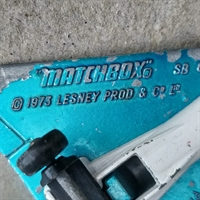 "MATCHBOX"®
SB
© 1973 LESNEY PROD & Co LTD